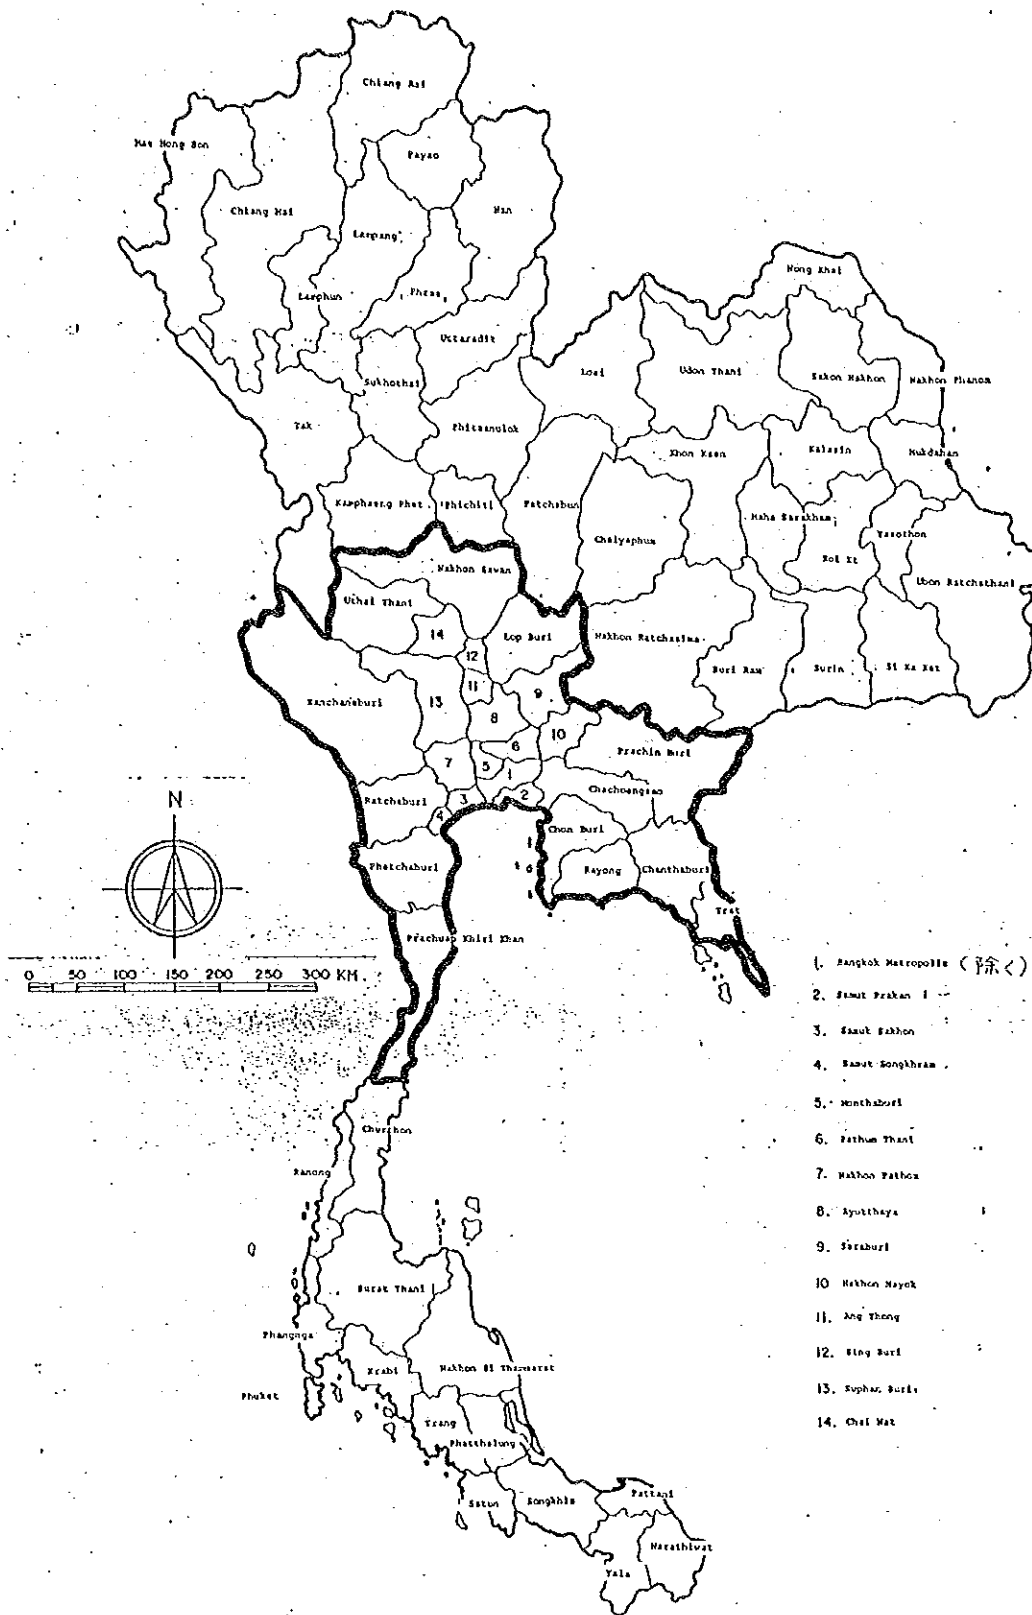 Chiang Rai
Mae Hong Son
Payao
Chiang Mai
Nan
Lampang
Nong Khai
Lamphun
Phrae
Uttaradit
Loei
Udon Thani
Sakon Nakhon
Nakhon Phanom
Sukhothai
Tak
Phitsanulok
Khon Kaen
Kalasin
Mukdahan
Kamphaeng Phet
Phichit
Petchabun
Chaiyaphum
Maha Sarakham
Roi Et
Yasothon
Ubon Ratchathani
Nakhon Sawan
Uthai Thani
14
Lop Buri
Nakhon Ratchasima
12
Buri Ram
Surin
Si Sa Ket
11
9
Kanchanaburi
13
8
10
6
Prachin Buri
7
5
1
Chachoengsao
Ratchaburi
3
2
4
Chon Buri
N
Phetchaburi
Rayong
Chanthaburi
Trat
Prachuap Khiri Khan
0 50 100 150 200 300 KM.
1. Bangkok Metropolis (除く)
2. Samut Prakan
3. Samut Sakhon
4. Samut Songkhram
5. Nonthaburi
6. Pathum Thani
7. Nakhon Pathom
8. Ayutthaya
9. Saraburi
10 Nakhon Nayok
11. Ang Thong
12. Sing Buri
13. Suphan Buri
14. Chai Nat
Chumphon
Ranong
Surat Thani
Phangnga
Krabi
Nakhon Si Thammarat
Phuket
Trang
Phatthalung
Satun
Songkhla
Pattani
Narathiwat
Yala